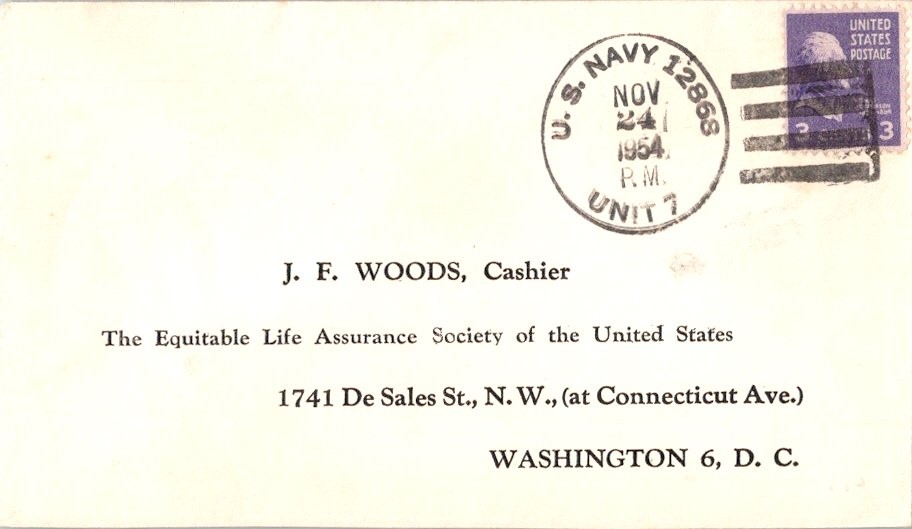 U. S. NAVY 12868
NOV
24
1954
P.M.
UNIT 7
UNITED
STATES
POSTAGE
3 3
J. F. WOODS, Cashier
The Equitable Life Assurance Society of the United States
1741 De Sales St., N. W., (at Connecticut Ave.)
WASHINGTON 6, D. C.